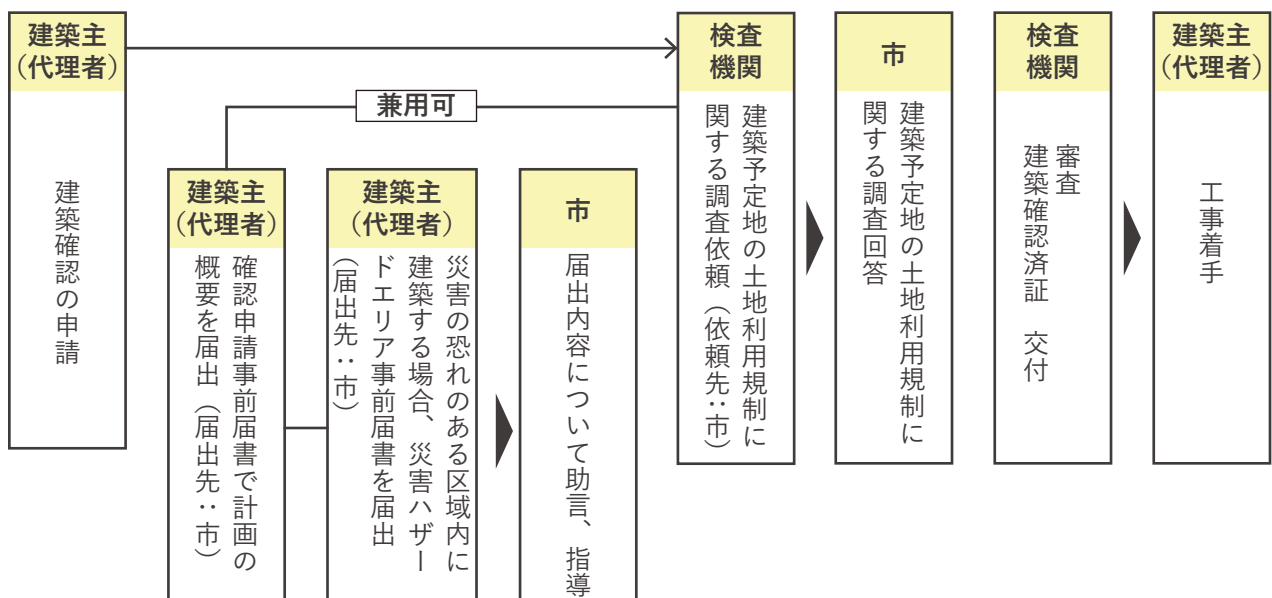 建築主
(代理者)
建築確認の申請
兼用可
建築主
(代理者)
確認申請事前届書で計画の
概要を届出（届出先：市）
建築主
(代理者)
災害の恐れのある区域内に
建築する場合、災害ハザー
ドエリア事前届書を届出
（届出先：市）
市
届出内容について助言、指導
検査
機関
建築予定地の土地利用規制に
関する調査依頼（依頼先：市）
市
建築予定地の土地利用規制に
関する調査回答
検査
機関
審査
建築確認済証　交付
建築主
(代理者)
工事着手